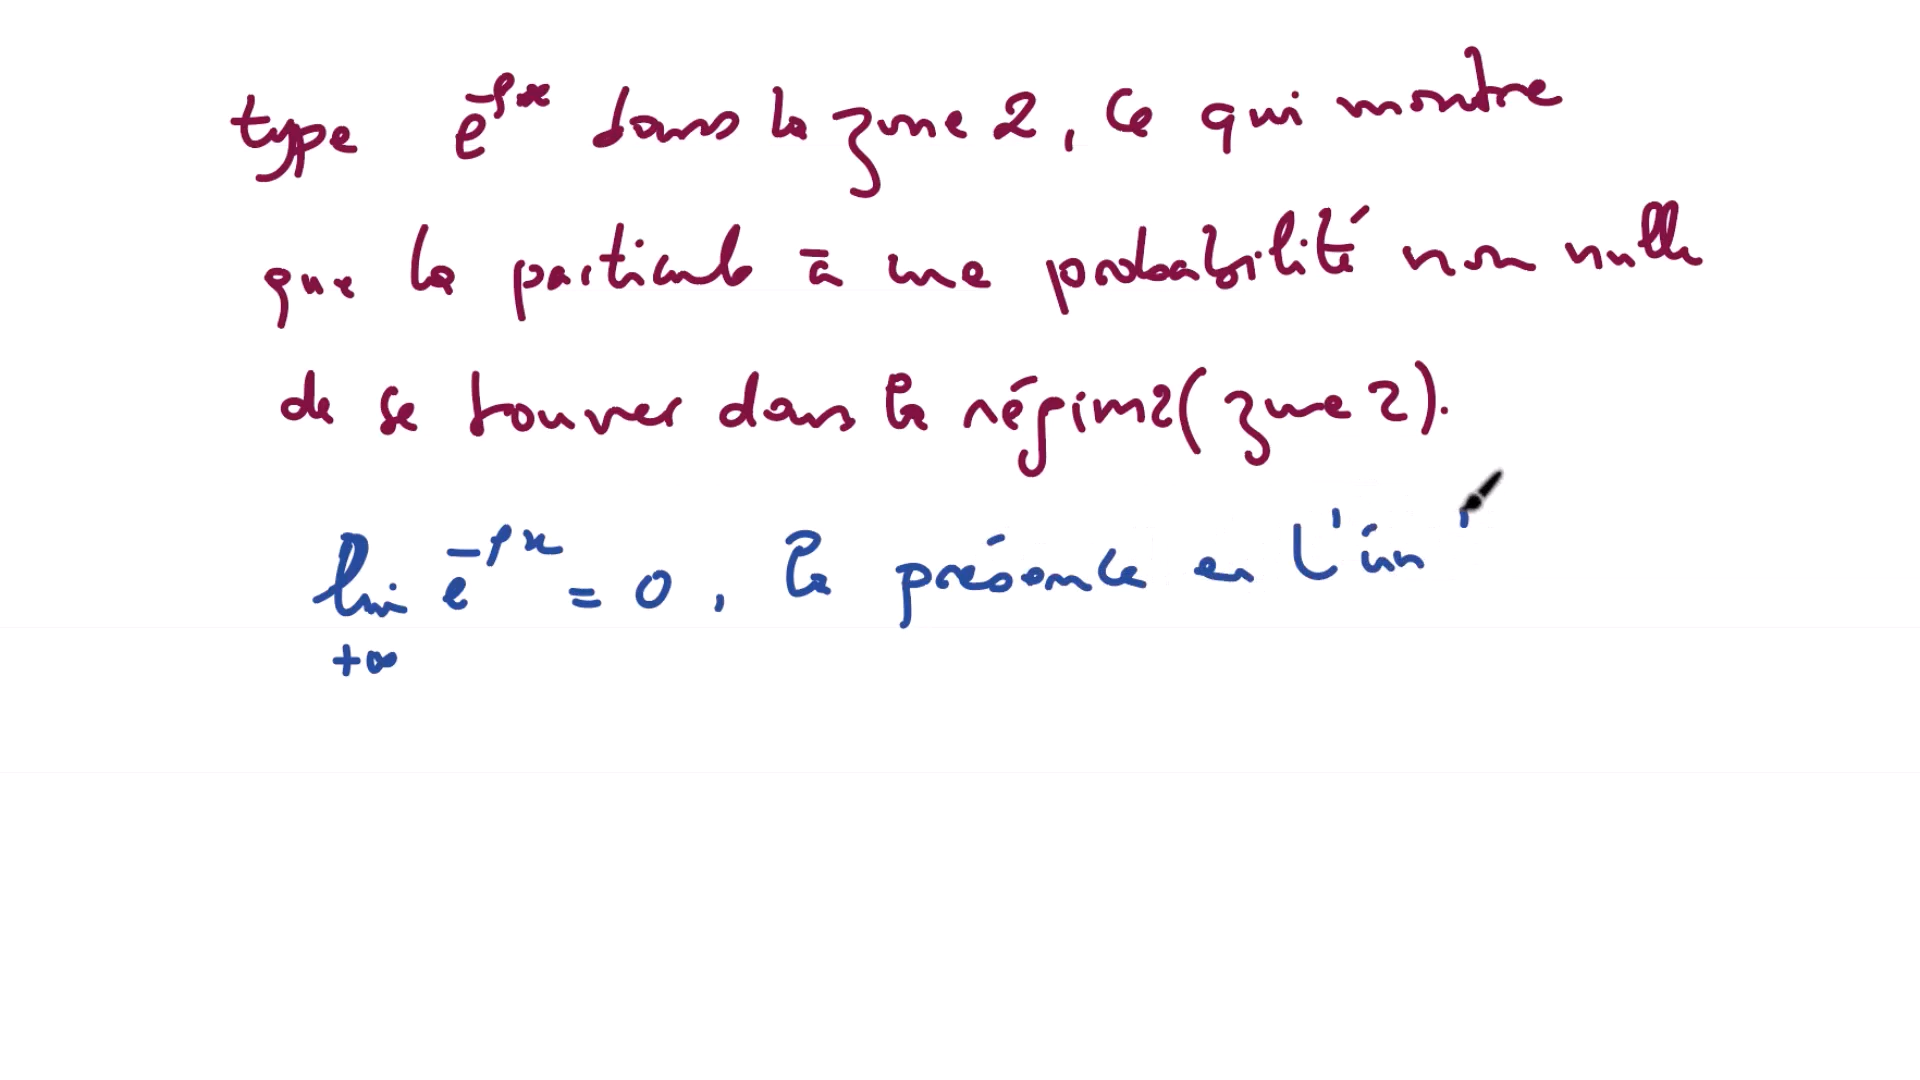 type e^{-ρx} dans la zone 2, ce qui montre
que la particule à une probabilité non nulle
de se trouver dans la région 2 (zone 2).
lim e^{-ρx} = 0, la présence en l'in
+∞